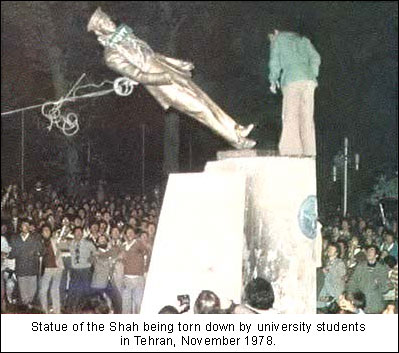 Statue of the Shah being torn down by university students
in Tehran, November 1978.